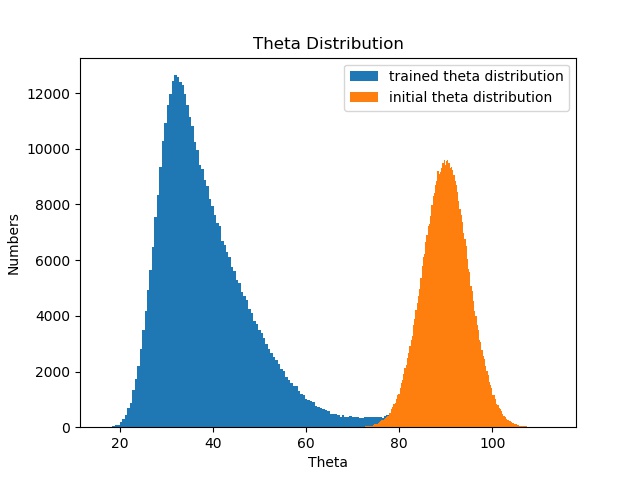 Theta Distribution
trained theta distribution
initial theta distribution
12000
10000
8000
6000
4000
2000
0
Numbers
20 40 60 80 100
Theta